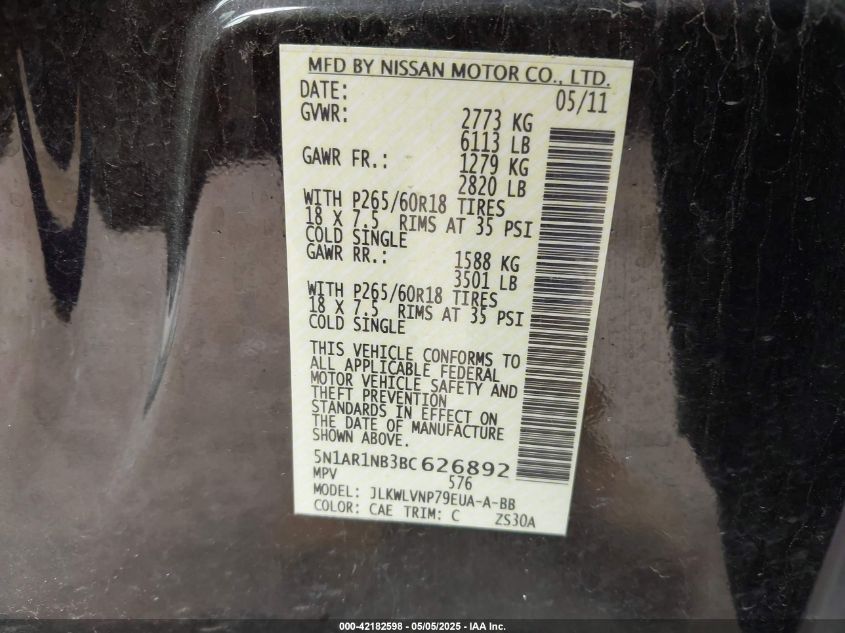 MFD BY NISSAN MOTOR CO., LTD.
DATE: 05/11
GVWR: 2773 KG
6113 LB
GAWR FR.: 1279 KG
2820 LB
WITH P265/60R18 TIRES
18 X 7.5 RIMS AT 35 PSI
COLD SINGLE
GAWR RR.: 1588 KG
3501 LB
WITH P265/60R18 TIRES
18 X 7.5 RIMS AT 35 PSI
COLD SINGLE
THIS VEHICLE CONFORMS TO
ALL APPLICABLE FEDERAL
MOTOR VEHICLE SAFETY AND
THEFT PREVENTION
STANDARDS IN EFFECT ON
THE DATE OF MANUFACTURE
SHOWN ABOVE.
5N1AR1NB3BC626892
MPV 576
MODEL: JLKWLVNP79EUA-A-BB
COLOR: CAE TRIM: C ZS30A
000-42182598 - 05/05/2025 - IAA Inc.